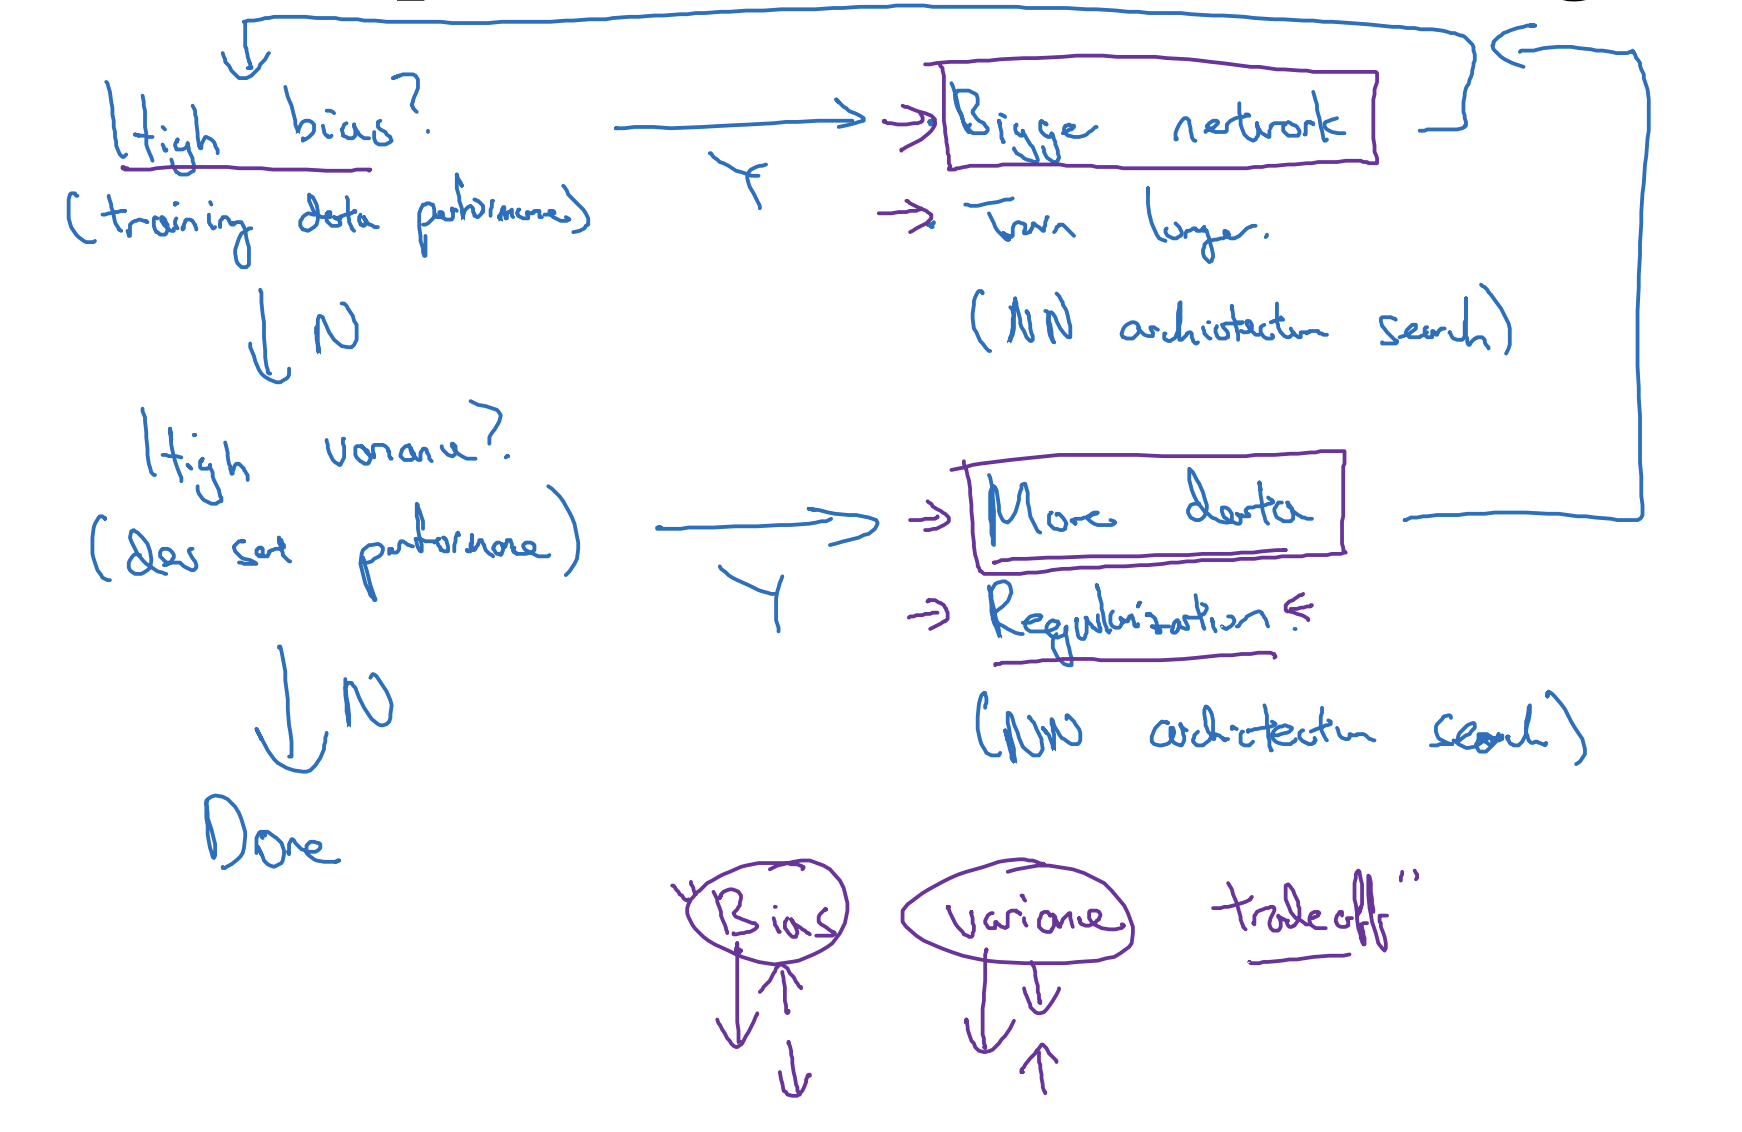 High bias?
(training data performance)
Y
Bigger network
Train longer.
(NN architecture search)
N
High variance?
(dev set performance)
Y
More data
Regularization.
(NN architecture search)
N
Done
"Bias variance tradeoff"